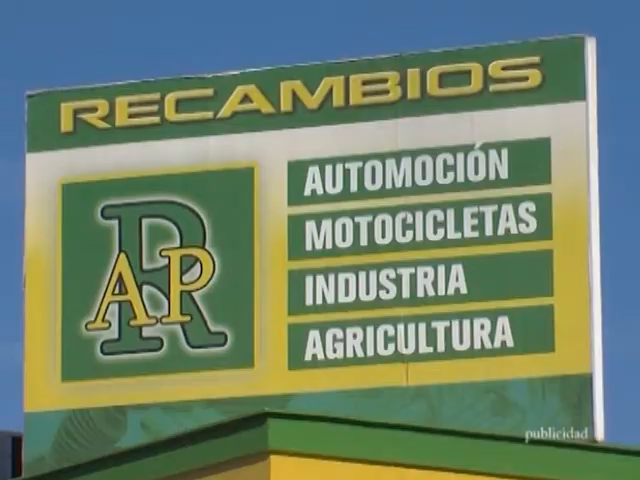 RECAMBIOS
R
AP
AUTOMOCIÓN
MOTOCICLETAS
INDUSTRIA
AGRICULTURA
publicidad